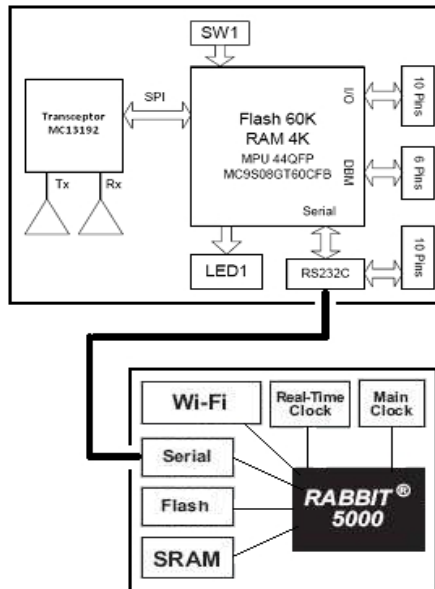 SW1
SPI
Transceptor
MC13192
Tx
Rx
Flash 60K
RAM 4K
MPU 44QFP
MC9S08GT60CFB
I/O
DBM
Serial
10 Pins
6 Pins
10 Pins
LED1
RS232C
Wi-Fi
Real-Time
Clock
Main
Clock
Serial
Flash
SRAM
RABBIT®
5000